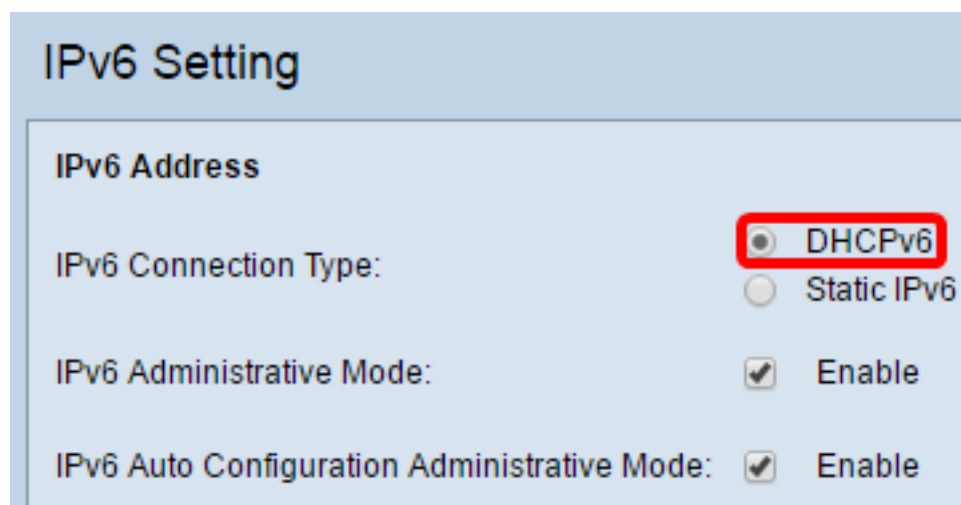 IPv6 Setting
IPv6 Address
IPv6 Connection Type:
DHCPv6
Static IPv6
IPv6 Administrative Mode:
Enable
IPv6 Auto Configuration Administrative Mode:
Enable